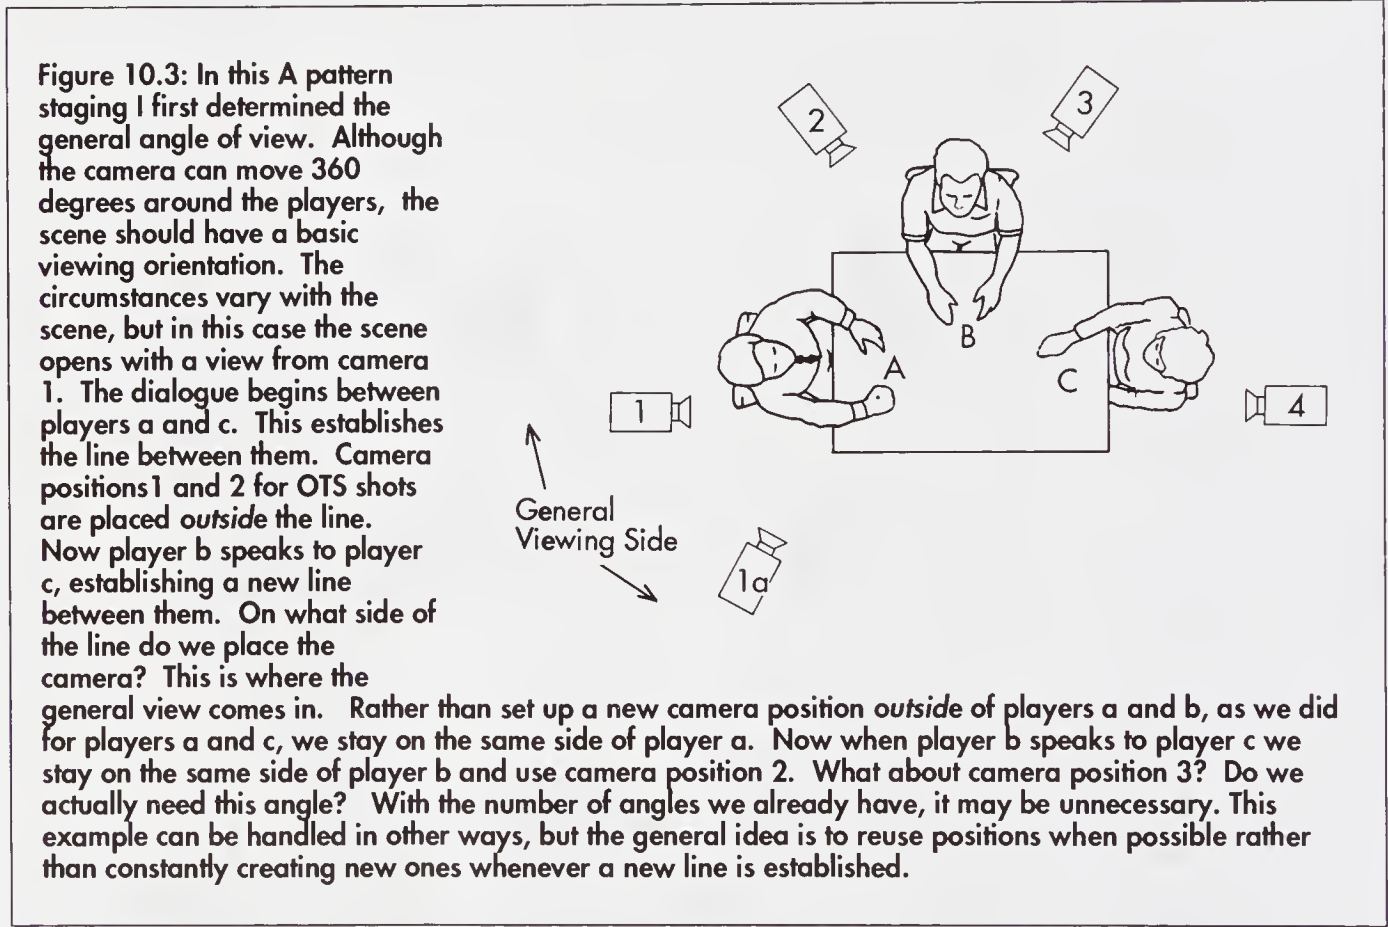 Figure 10.3: In this A pattern
staging I first determined the
general angle of view. Although
the camera can move 360
degrees around the players, the
scene should have a basic
viewing orientation. The
circumstances vary with the
scene, but in this case the scene
opens with a view from camera
1. The dialogue begins between
players a and c. This establishes
the line between them. Camera
positions1 and 2 for OTS shots
are placed outside the line.
Now player b speaks to player
c, establishing a new line
between them. On what side of
the line do we place the
camera? This is where the
general view comes in. Rather than set up a new camera position outside of players a and b, as we did
for players a and c, we stay on the same side of player a. Now when player b speaks to player c we
stay on the same side of player b and use camera position 2. What about camera position 3? Do we
actually need this angle? With the number of angles we already have, it may be unnecessary. This
example can be handled in other ways, but the general idea is to reuse positions when possible rather
than constantly creating new ones whenever a new line is established.
2
3
B
A
C
1
4
General
Viewing Side
1a